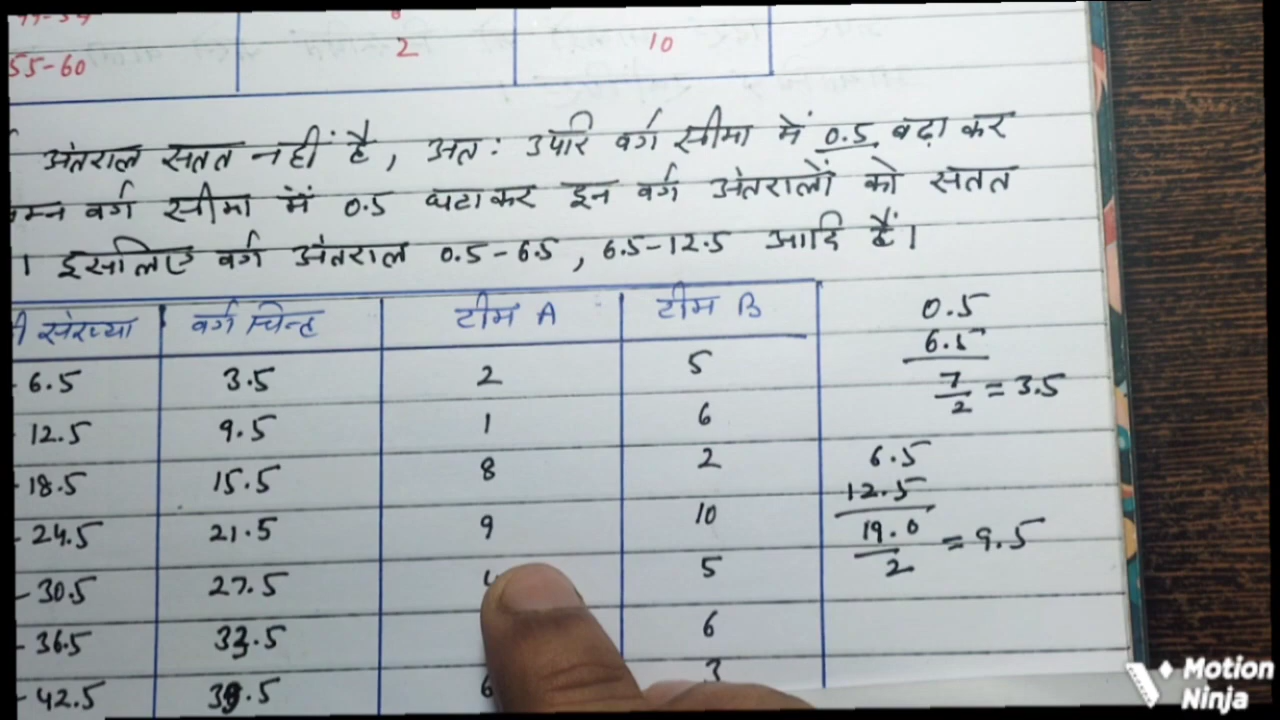 55-60 2 10
अंतराल सतत नहीं है, अतः उपरि वर्ग सीमा में 0.5 बढ़ा कर
म्न वर्ग सीमा में 0.5 घटाकर इन वर्ग अंतरालों को सतत
। इसलिए वर्ग अंतराल 0.5-6.5, 6.5-12.5 आदि हैं।
संख्या वर्ग चिन्ह टीम A टीम B
- 6.5 3.5 2 5
12.5 9.5 1 6
- 18.5 15.5 8 2
- 24.5 21.5 9 10
- 30.5 27.5 5
- 36.5 33.5 6
- 42.5 39.5 6 3
0.5
6.5
7/2 = 3.5
6.5
12.5
19.0/2 = 9.5
Motion
Ninja